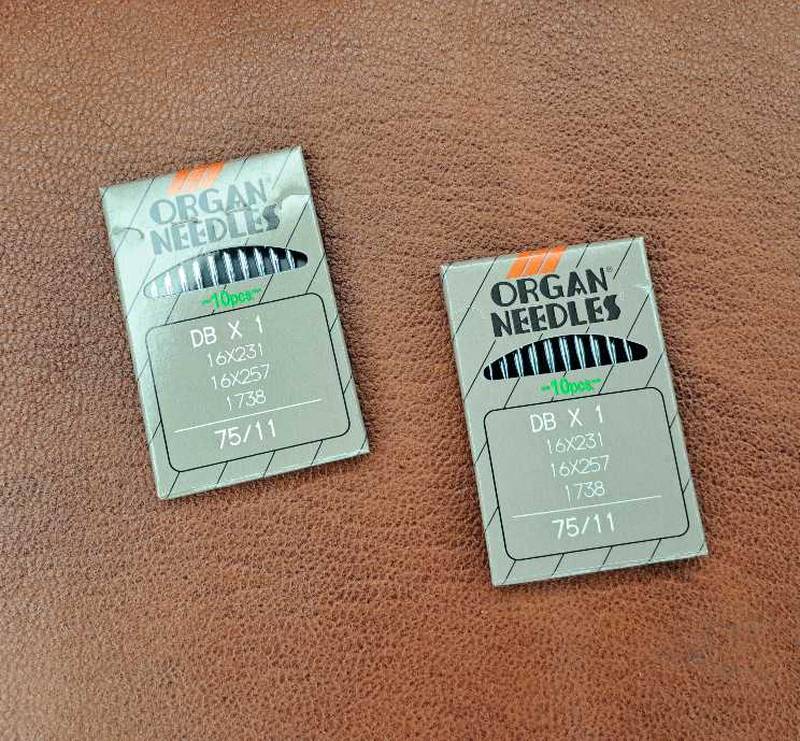 ORGAN®
NEEDLES
-10pcs-
DB X 1
16X231
16X257
1738
75/11
ORGAN®
NEEDLES
-10pcs-
DB X 1
16X231
16X257
1738
75/11